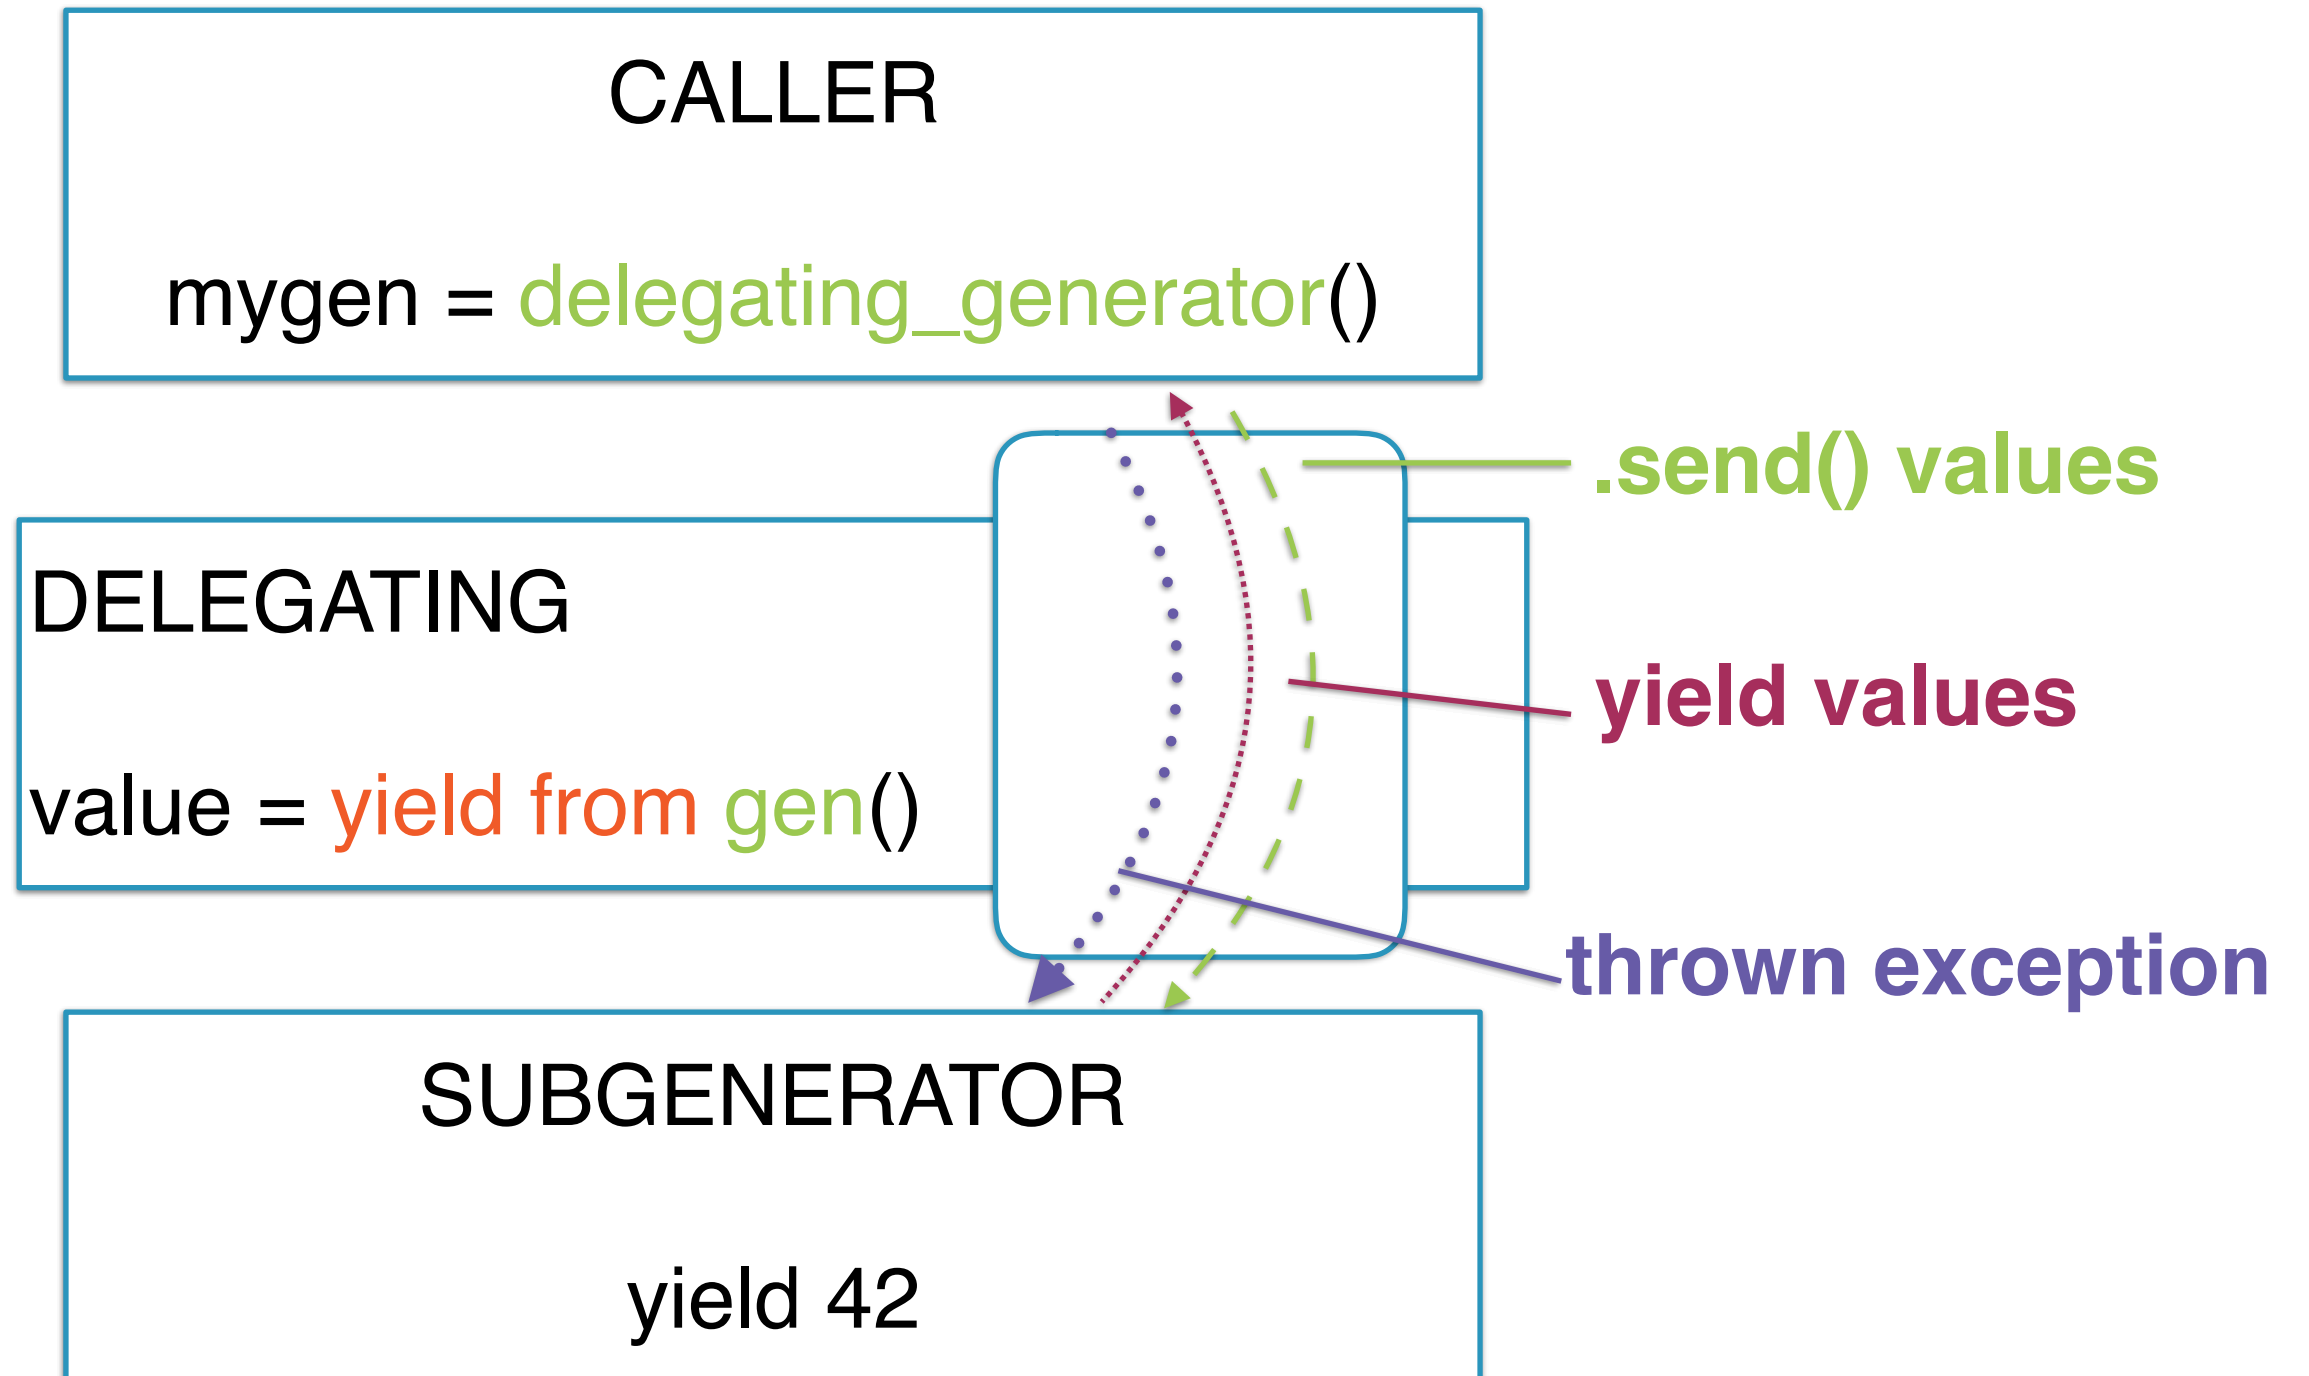 CALLER
mygen = delegating_generator()
.send() values
DELEGATING
yield values
value = yield from gen()
thrown exception
SUBGENERATOR
yield 42